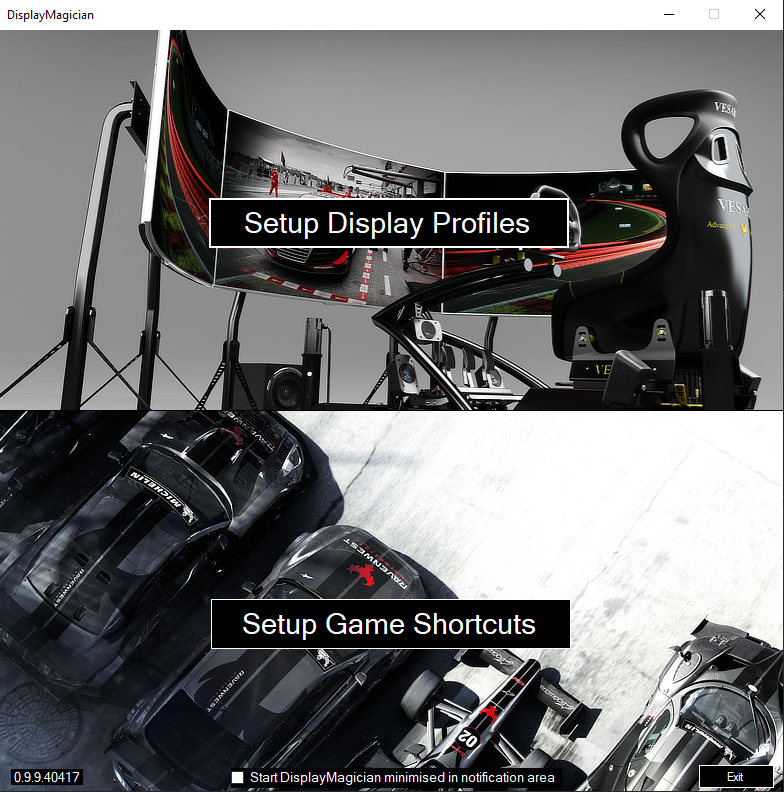 DisplayMagician
VESA
VESA
Setup Display Profiles
RAVENWEST
MICHELIN
RAVENWEST
RAVENWEST
Setup Game Shortcuts
RAVENWEST
02
0.9.9.40417
Start DisplayMagician minimised in notification area
Exit